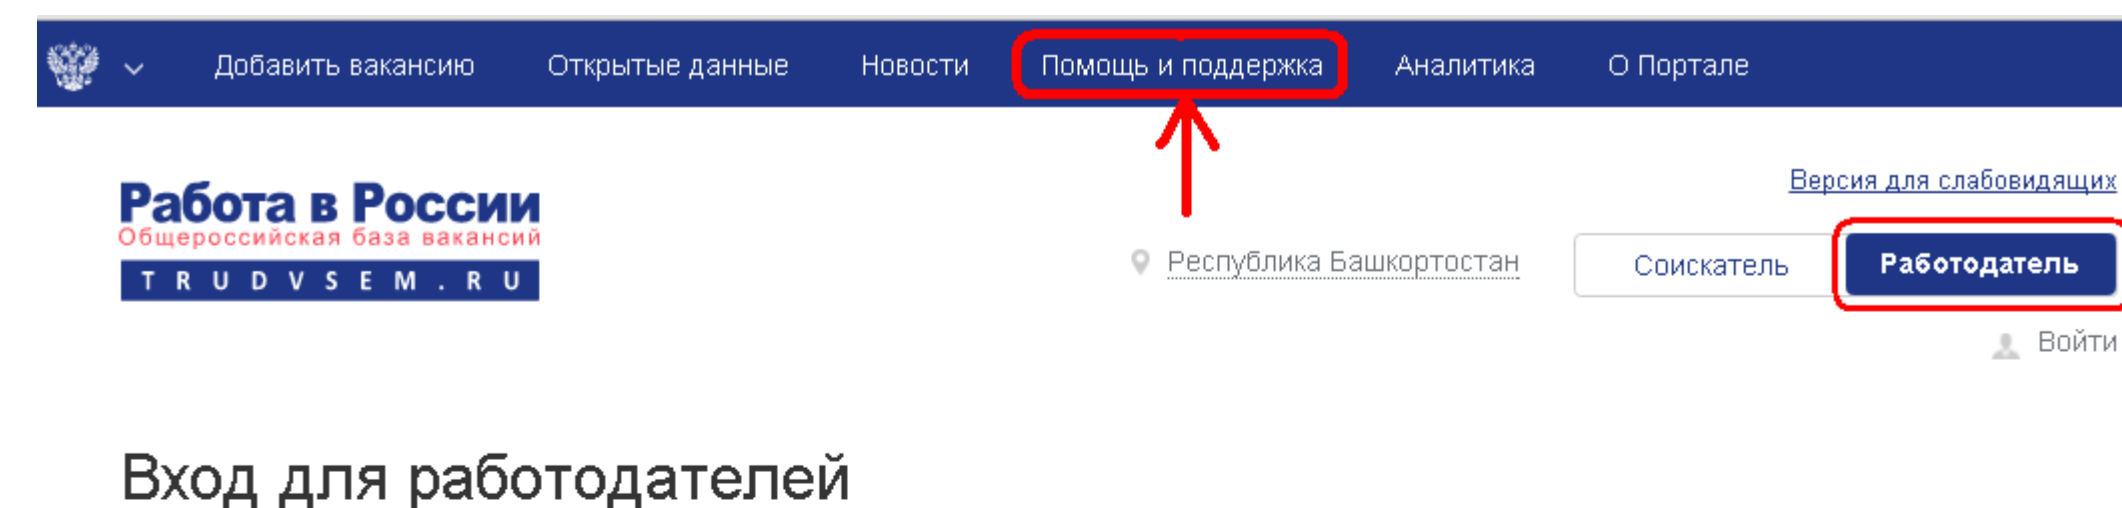 Добавить вакансию Открытые данные Новости Помощь и поддержка Аналитика О Портале
Версия для слабовидящих
Работа в России
Общероссийская база вакансий
TRUDVSEM.RU
Республика Башкортостан Соискатель Работодатель
Войти
Вход для работодателей